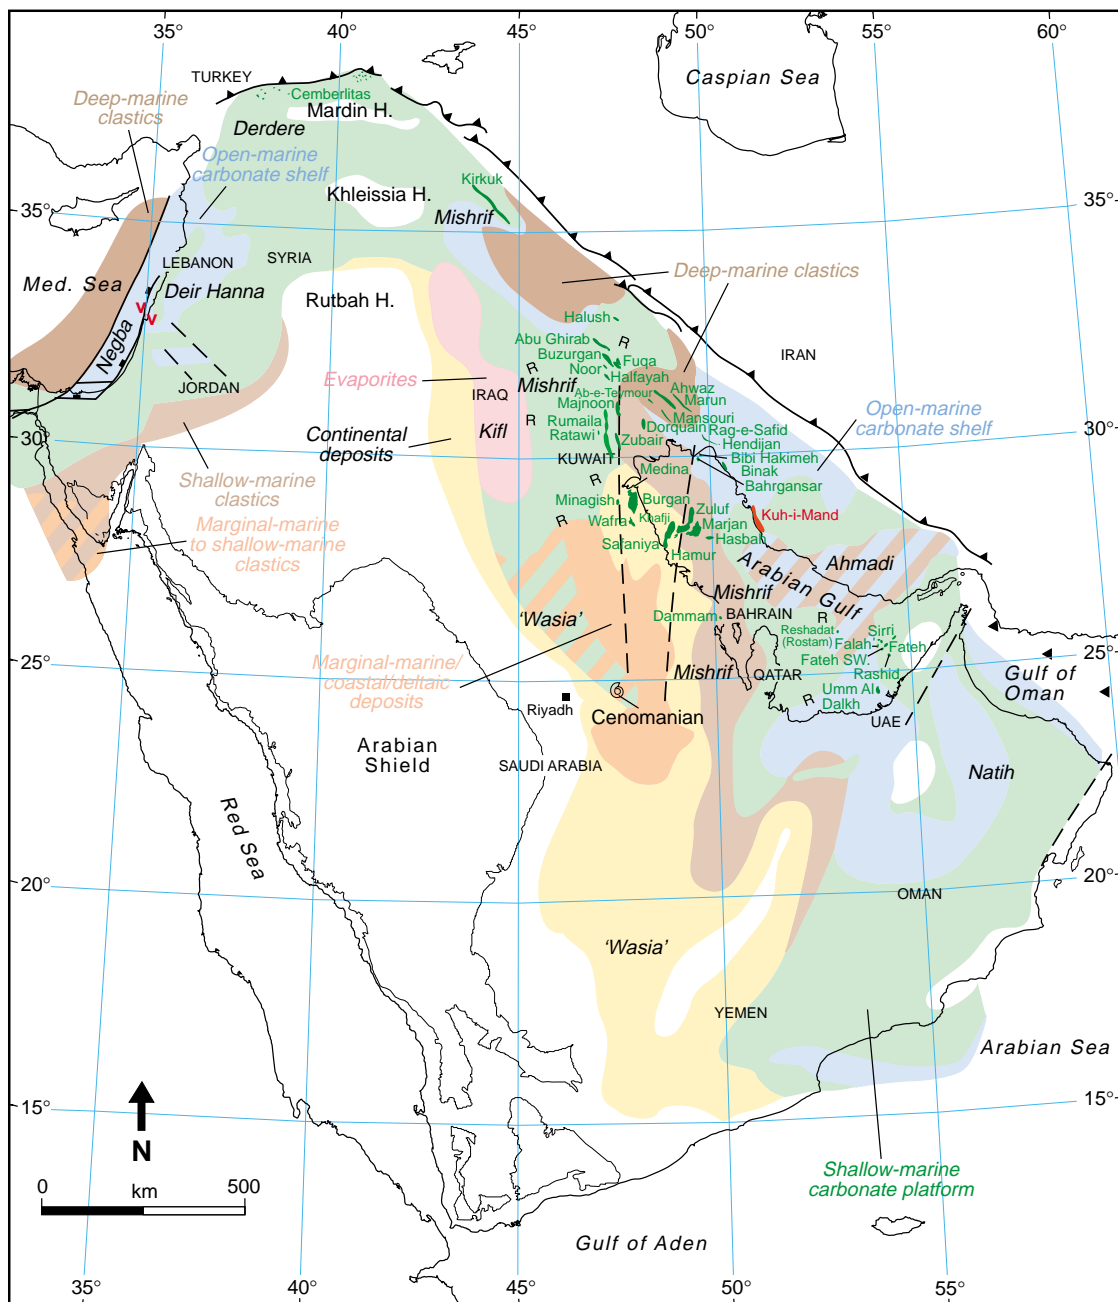 35°
40°
45°
50°
55°
60°
TURKEY
Caspian Sea
Cemberlitas
Deep-marine
clastics
Mardin H.
Derdere
Open-marine
carbonate shelf
Kirkuk
Khleissia H.
35°
35°
Mishrif
LEBANON
SYRIA
Deep-marine clastics
Med. Sea
Deir Hanna
Rutbah H.
V
V
Halush
Negba
Abu Ghirab
R
IRAN
Buzurgan
Fuqa
R
Noor
Halfayah
JORDAN
Evaporites
Mishrif
Ahwaz
IRAQ
Ab-e-Teymour
Marun
Majnoon
Open-marine
carbonate shelf
Mansouri
Rumaila
R
Dorquain
Rag-e-Safid
30°
30°
Kifl
Ratawi
Zubair
Hendijan
Continental
deposits
KUWAIT
Bibi Hakimeh
Medina
Binak
Shallow-marine
clastics
R
Bahrgansar
Minagish
Burgan
Zuluf
Kuh-i-Mand
Marginal-marine
to shallow-marine
clastics
R
Wafra
Khafji
Marjan
Safaniya
Hasbah
Hamur
Ahmadi
Arabian Gulf
Mishrif
'Wasia'
Dammam
BAHRAIN
R
Reshadat
(Rostam)
Sirri
Falah
Fateh
25°
25°
Fateh SW.
Marginal-marine/
coastal/deltaic
deposits
Mishrif
QATAR
Rashid
Gulf of
Oman
6
Umm Al
Dalkh
R
Riyadh
Cenomanian
UAE
Arabian
Shield
SAUDI ARABIA
Natih
Red Sea
20°
20°
OMAN
'Wasia'
YEMEN
Arabian Sea
15°
15°
N
Shallow-marine
carbonate platform
0
km
500
Gulf of Aden
35°
40°
45°
50°
55°